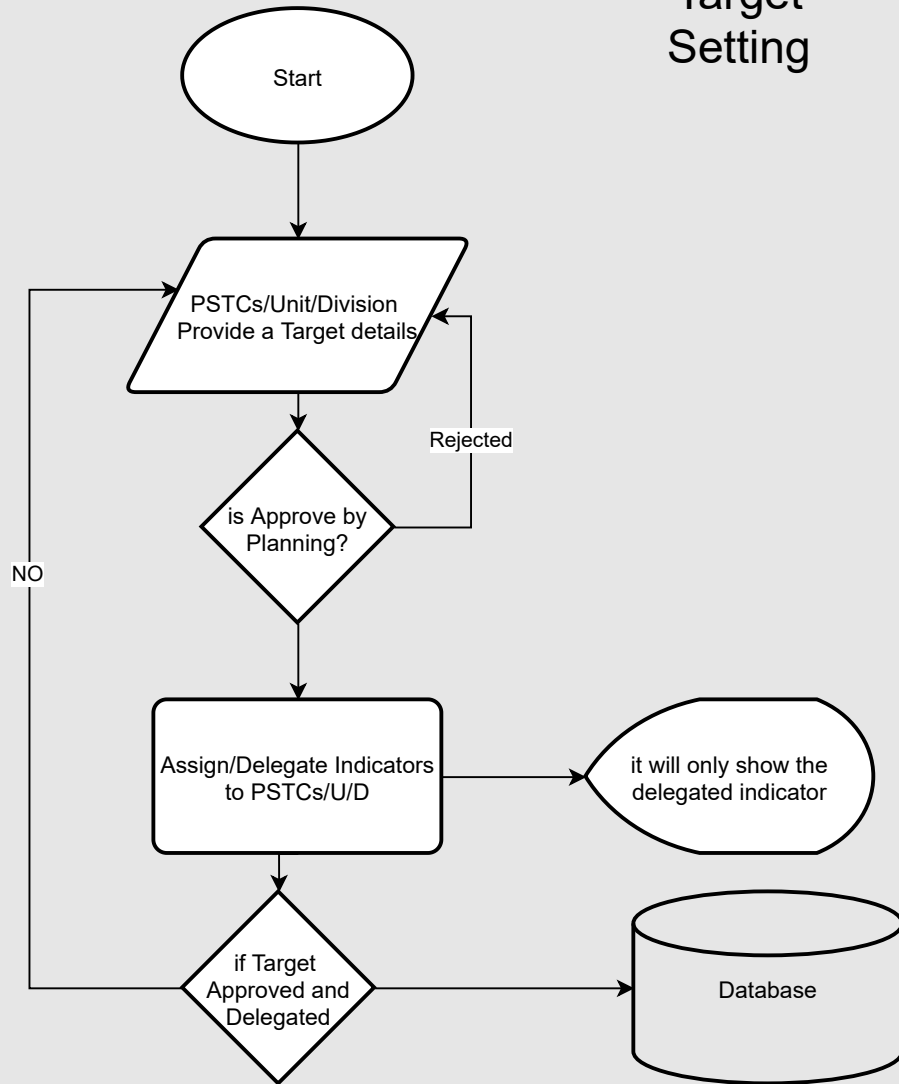 Target
Setting
Start
PSTCs/Unit/Division
Provide a Target details
Rejected
is Approve by
Planning?
NO
Assign/Delegate Indicators
to PSTCs/U/D
it will only show the
delegated indicator
if Target
Approved and
Delegated
Database